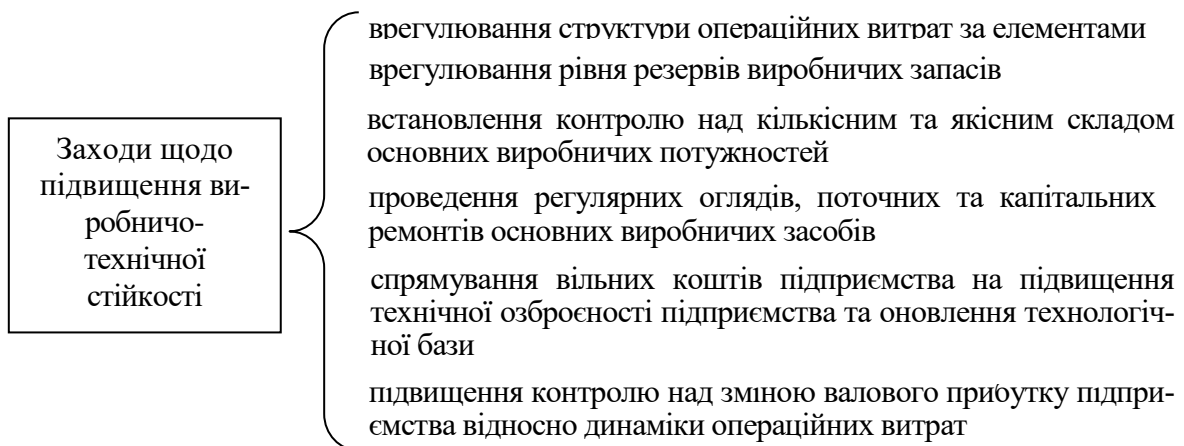 Заходи щодо
підвищення ви-
робничо-
технічної
стійкості
врегулювання структури операційних витрат за елементами
врегулювання рівня резервів виробничих запасів
встановлення контролю над кількісним та якісним складом
основних виробничих потужностей
проведення регулярних оглядів, поточних та капітальних
ремонтів основних виробничих засобів
спрямування вільних коштів підприємства на підвищення
технічної озброєності підприємства та оновлення технологіч-
ної бази
підвищення контролю над зміною валового прибутку підпри-
ємства відносно динаміки операційних витрат